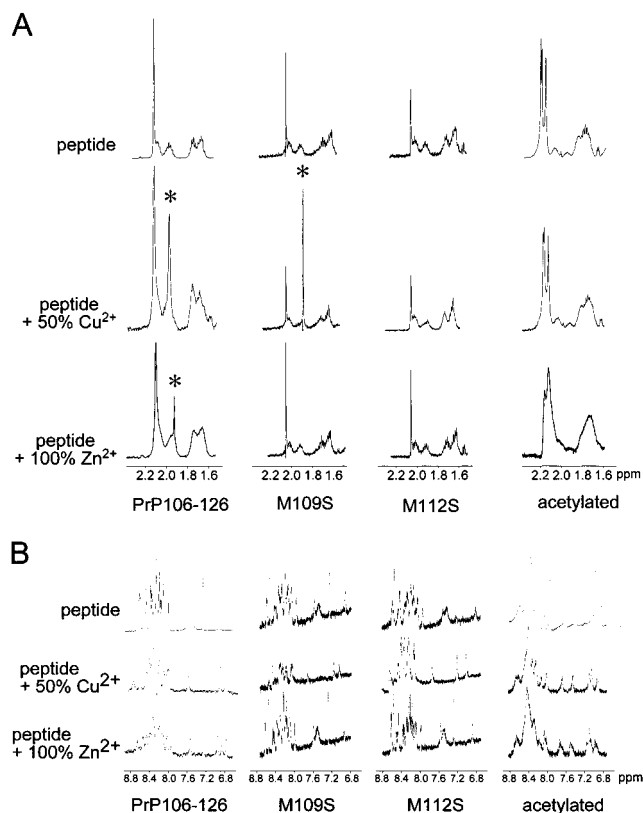 A
peptide
*
*
peptide
+ 50% Cu2+
*
peptide
+ 100% Zn2+
2.22.0 1.8 1.6 2.2 2.0 1.8 1.6 2.2 2.0 1.8 1.6 2.2 2.0 1.8 1.6 ppm
PrP106-126 M109S M112S acetylated
B
peptide
peptide
+ 50% Cu2+
peptide
+ 100% Zn2+
8.8 8.4 8.0 7.6 7.2 6.8 8.8 8.4 8.0 7.6 7.2 6.8 8.8 8.4 8.0 7.6 7.2 6.8 8.8 8.4 8.0 7.6 7.2 6.8 ppm
PrP106-126 M109S M112S acetylated